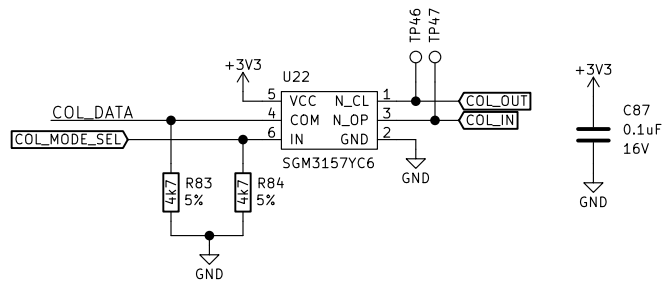 TP46
TP47
+3V3
U22
5 VCC N_CL 1
COL_DATA
4 COM N_OP 3
COL_MODE_SEL
6 IN GND 2
COL_OUT
COL_IN
SGM3157YC6
GND
4k7
R83
5%
4k7
R84
5%
GND
+3V3
C87
0.1uF
16V
GND